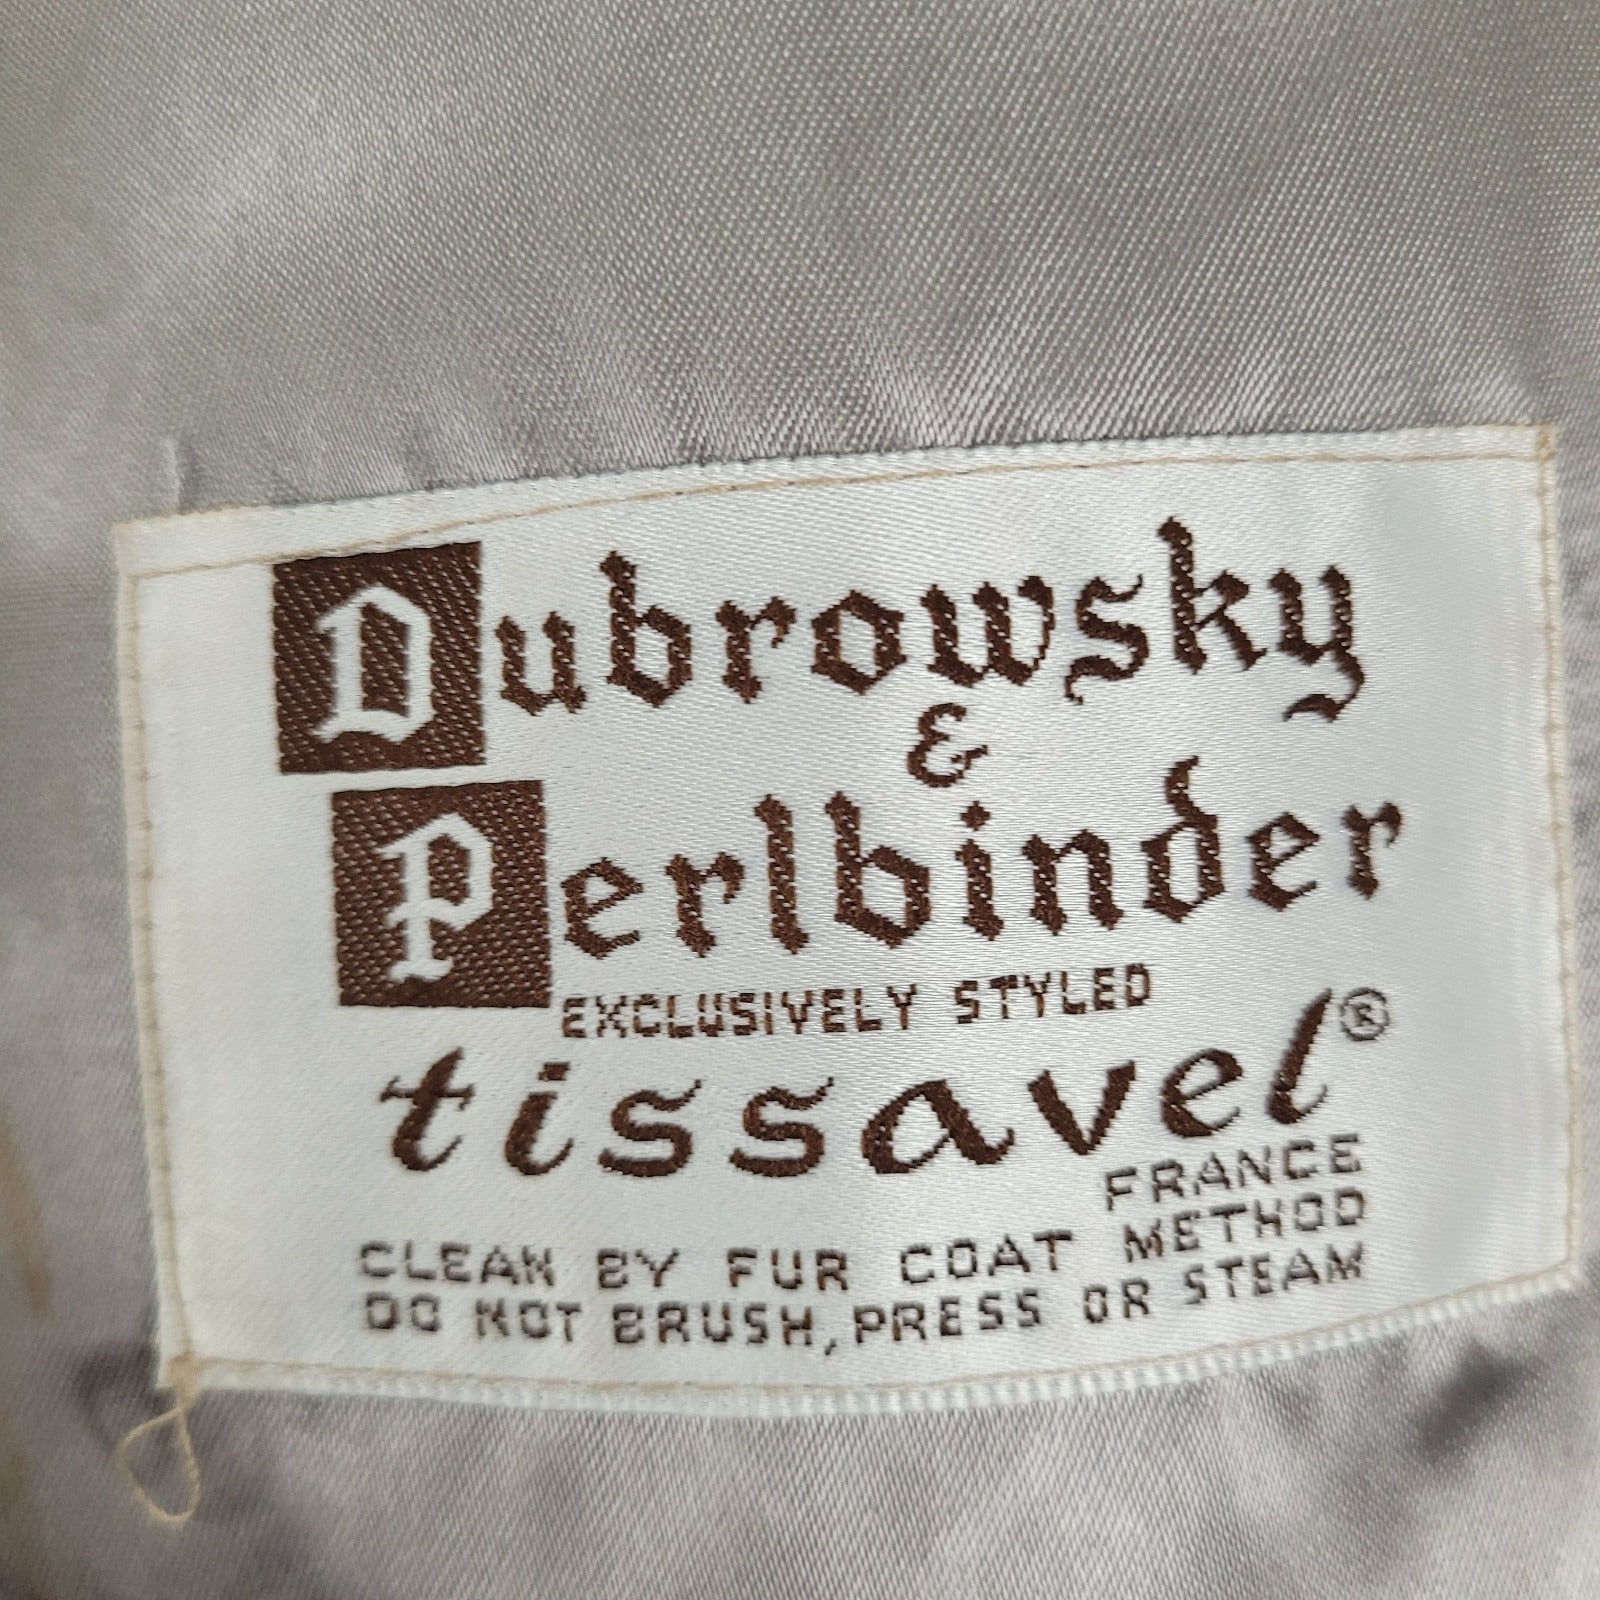 Dubrowsky
&
Perlbinder
EXCLUSIVELY STYLED
tissavel®
FRANCE
CLEAN BY FUR COAT METHOD
DO NOT BRUSH, PRESS OR STEAM